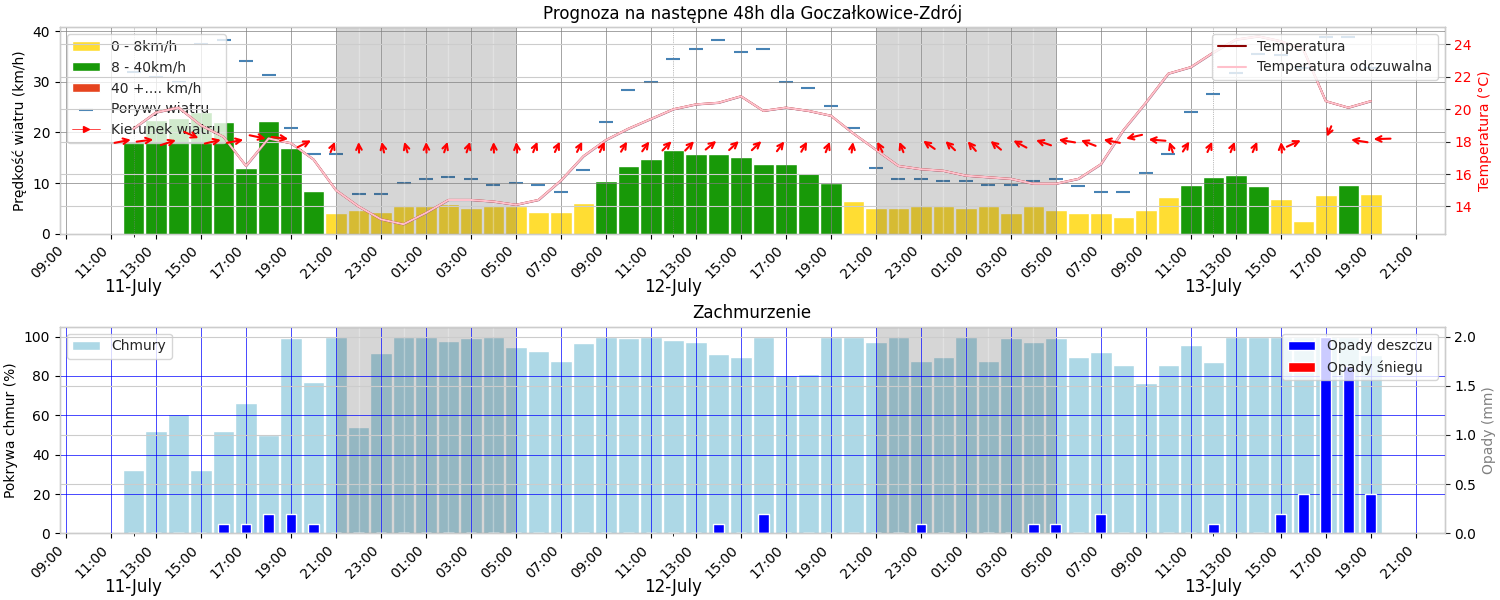 Prognoza na następne 48h dla Goczałkowice-Zdrój
Prędkość wiatru (km/h)
40
30
20
10
0
0 - 8km/h
8 - 40km/h
40 +.... km/h
Porywy wiatru
Kierunek wiatru
Temperatura
Temperatura odczuwalna
24
22
20
18
16
14
Temperatura (°C)
09:00 11:00 13:00 15:00 17:00 19:00 21:00 23:00 01:00 03:00 05:00 07:00 09:00 11:00 13:00 15:00 17:00 19:00 21:00 23:00 01:00 03:00 05:00 07:00 09:00 11:00 13:00 15:00 17:00 19:00 21:00
11-July 12-July 13-July
Zachmurzenie
Pokrywa chmur (%)
100
80
60
40
20
0
Chmury
Opady deszczu
Opady śniegu
2.0
1.5
1.0
0.5
0.0
Opady (mm)
09:00 11:00 13:00 15:00 17:00 19:00 21:00 23:00 01:00 03:00 05:00 07:00 09:00 11:00 13:00 15:00 17:00 19:00 21:00 23:00 01:00 03:00 05:00 07:00 09:00 11:00 13:00 15:00 17:00 19:00 21:00
11-July 12-July 13-July